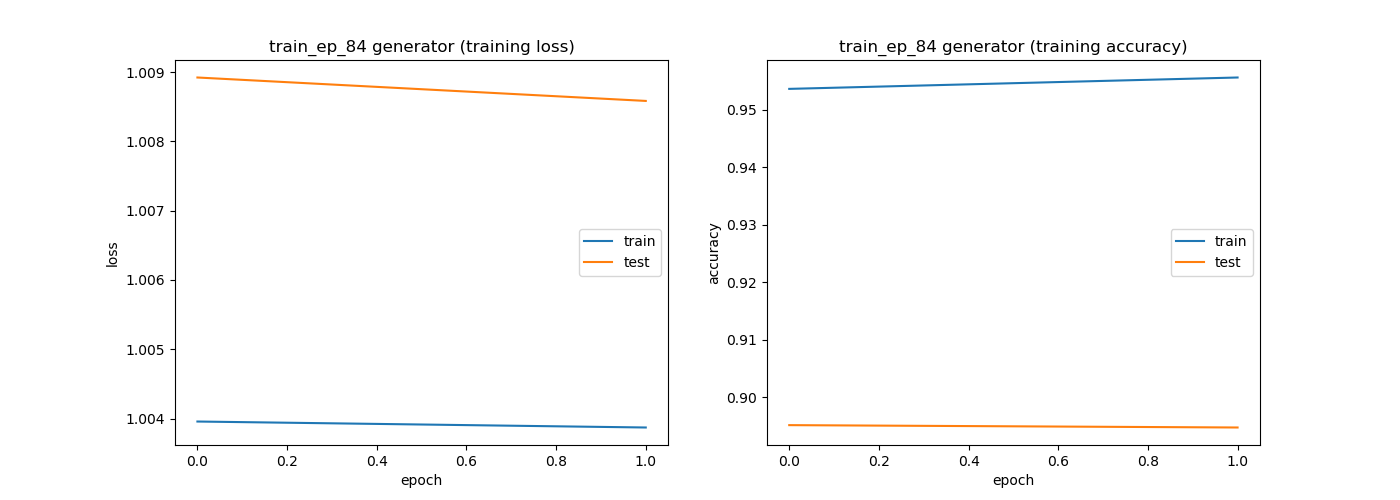 train_ep_84 generator (training loss)
1.009
1.008
1.007
1.006
1.005
1.004
loss
train
test
0.0 0.2 0.4 0.6 0.8 1.0
epoch
train_ep_84 generator (training accuracy)
0.95
0.94
0.93
0.92
0.91
0.90
accuracy
train
test
0.0 0.2 0.4 0.6 0.8 1.0
epoch